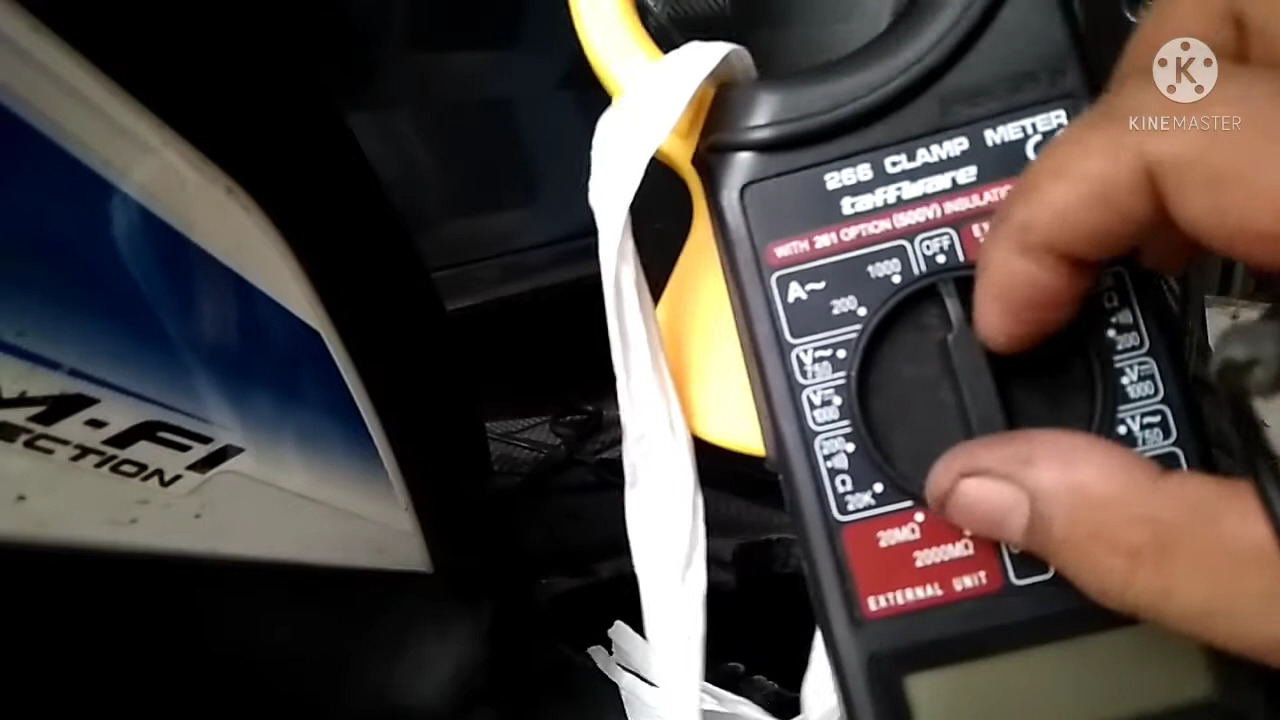 KINEMASTER
266 CLAMP METER
taffware
WITH 261 OPTION (500V) INSULATIO
OFF
EX
A~
1000
200
V~
750
V⎓
1000
200
Ω
20K
20MΩ
2000MΩ
EXTERNAL UNIT
Ω
200
V⎓
1000
V~
750
M-FI
ECTION